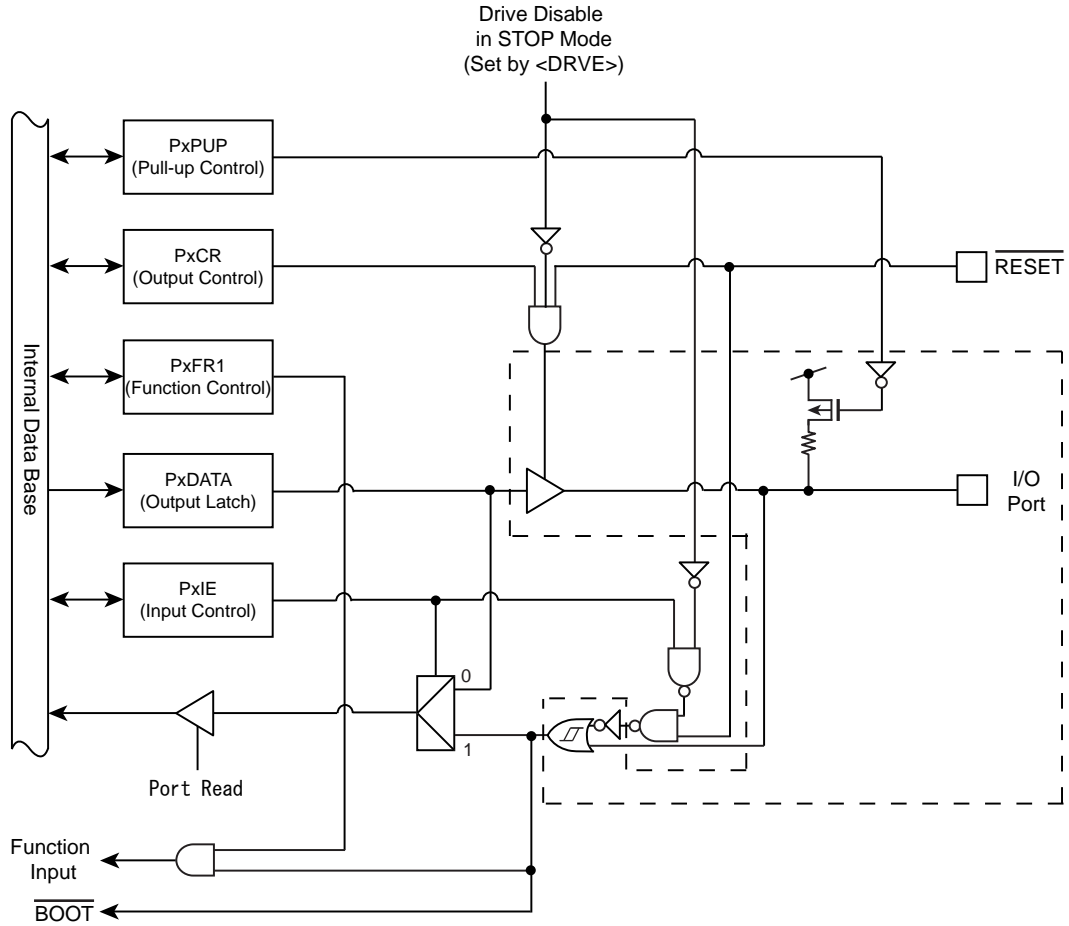 Drive Disable
in STOP Mode
(Set by <DRVE>)
PxPUP
(Pull-up Control)
PxCR
(Output Control)
RESET
PxFR1
(Function Control)
Internal Data Base
PxDATA
(Output Latch)
I/O
Port
PxIE
(Input Control)
0
1
Port Read
Function
Input
BOOT